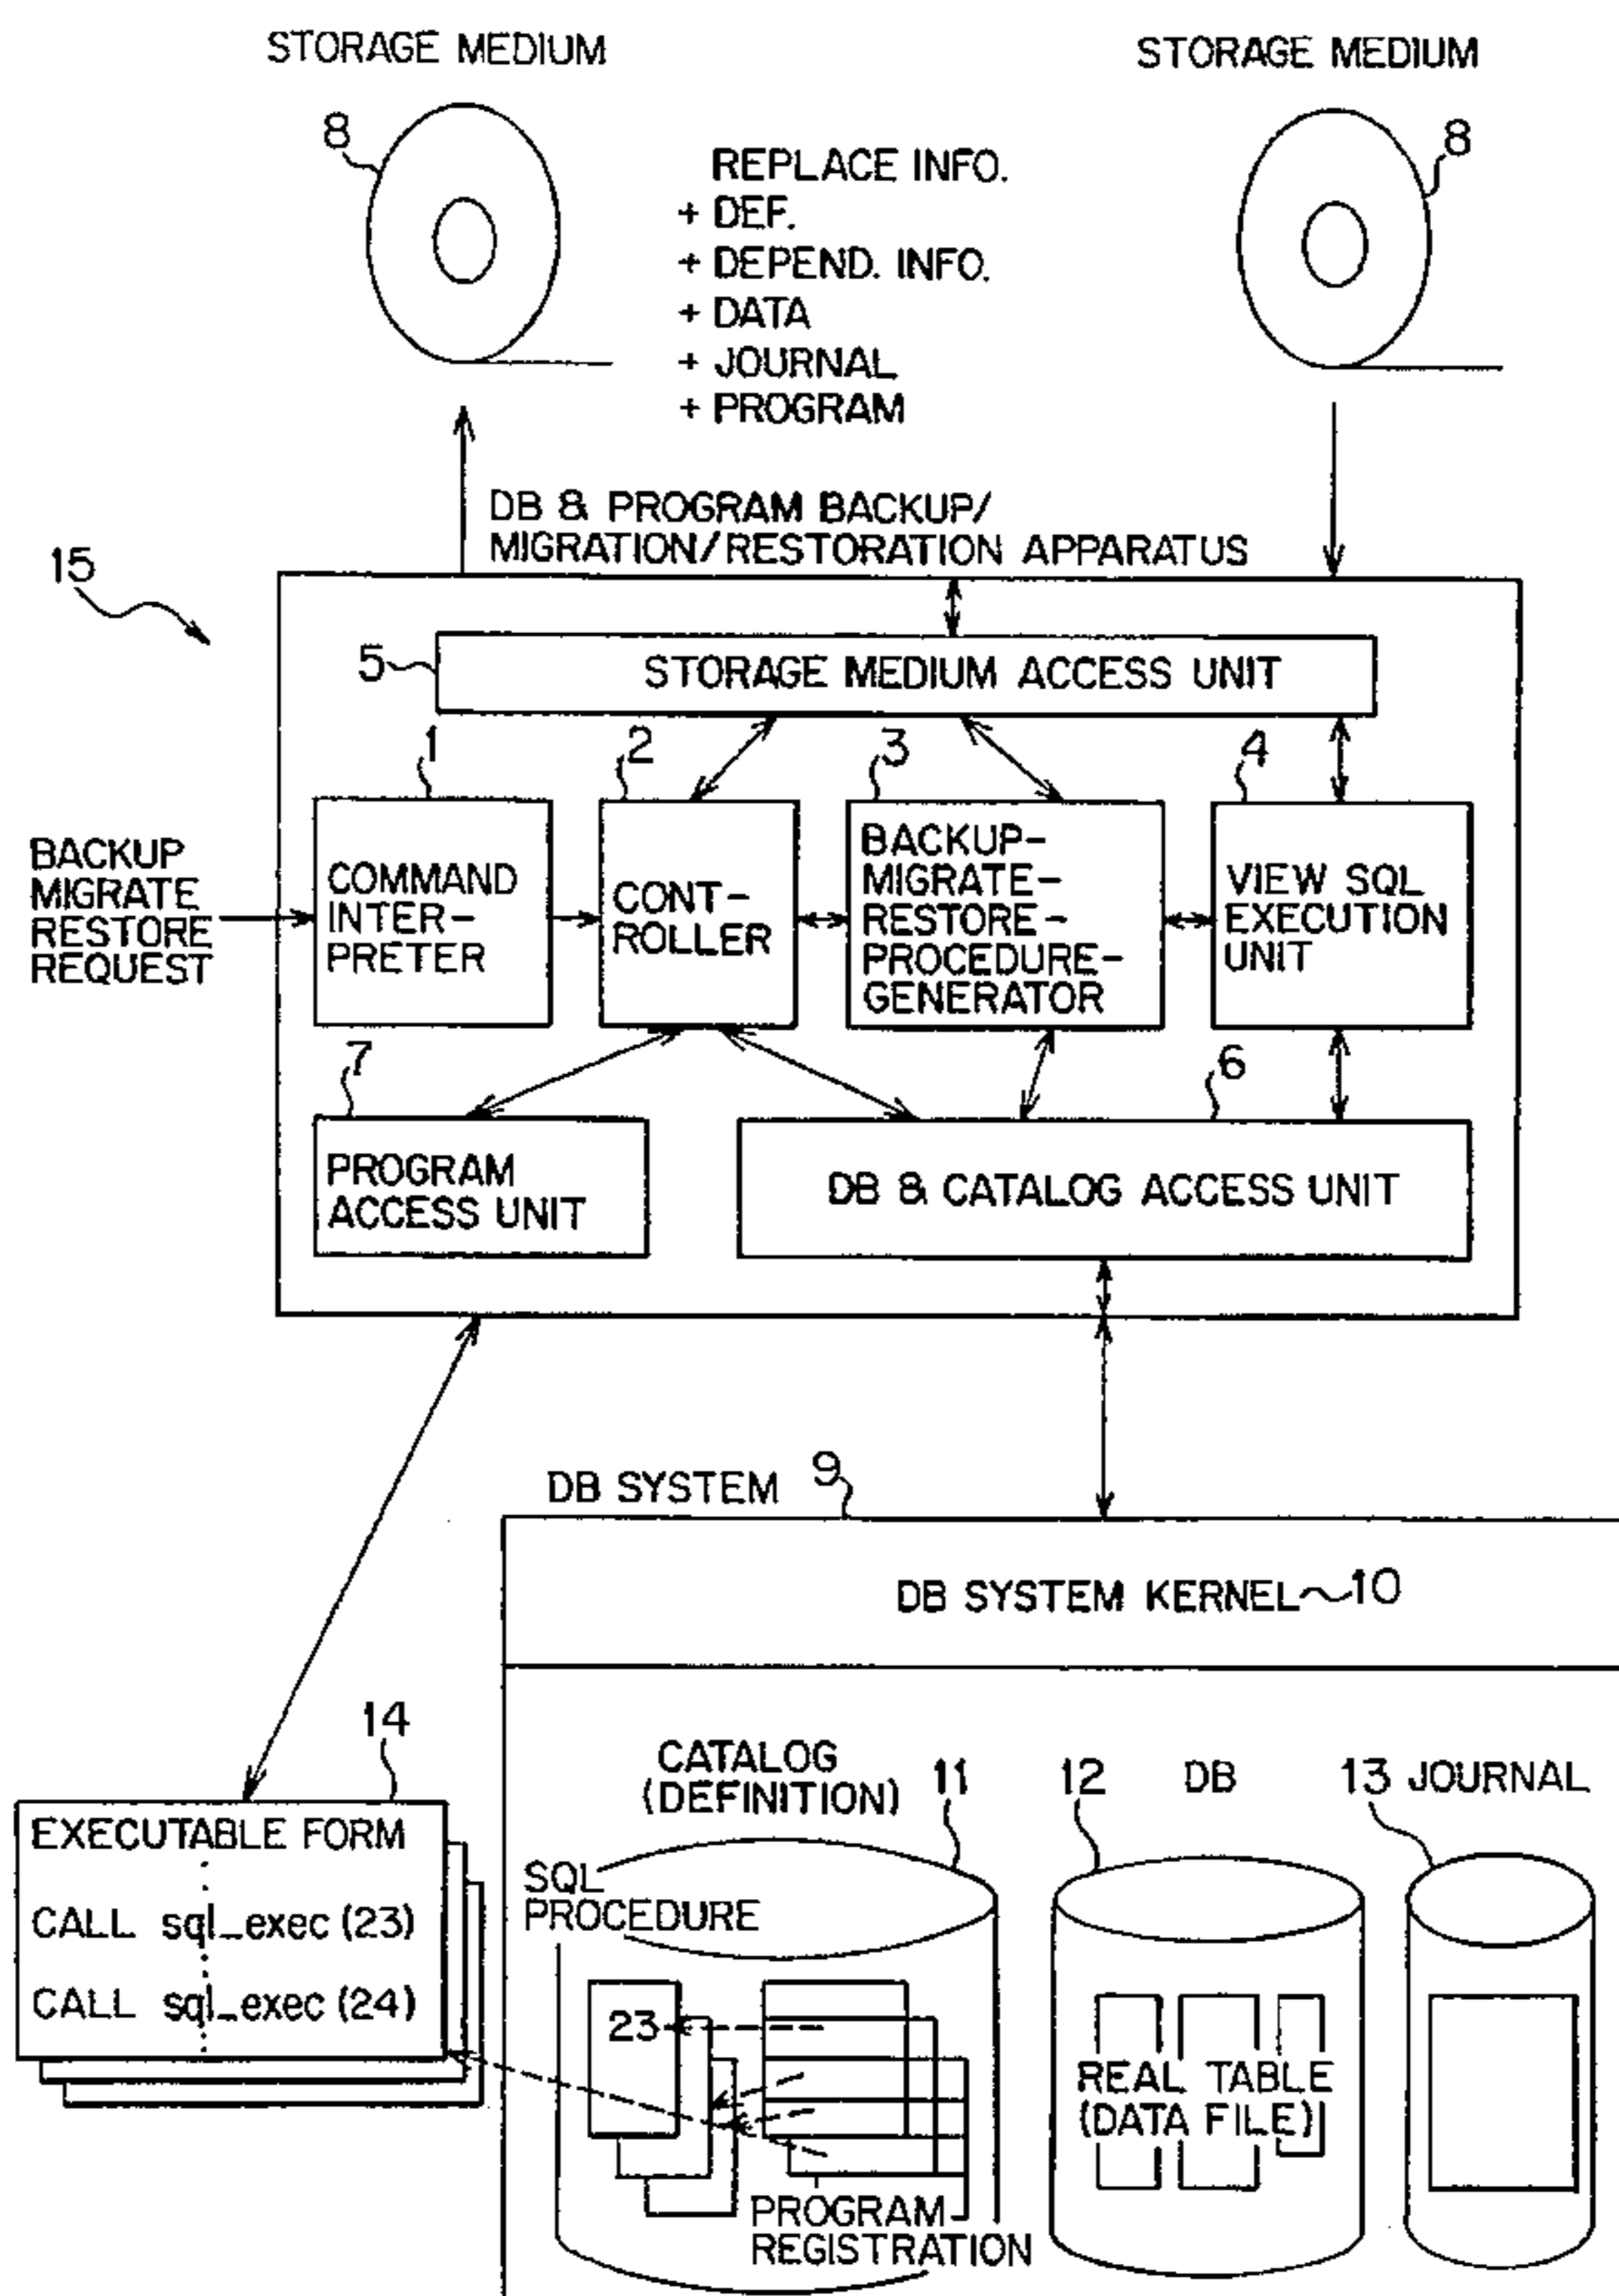 STORAGE MEDIUM
STORAGE MEDIUM
8
8
REPLACE INFO.
+ DEF.
+ DEPEND. INFO.
+ DATA
+ JOURNAL
+ PROGRAM
DB & PROGRAM BACKUP/
MIGRATION/RESTORATION APPARATUS
15
5
STORAGE MEDIUM ACCESS UNIT
1
2
3
4
BACKUP
MIGRATE
RESTORE
REQUEST
COMMAND
INTER-
PRETER
CONT-
ROLLER
BACKUP-
MIGRATE-
RESTORE-
PROCEDURE-
GENERATOR
VIEW SQL
EXECUTION
UNIT
7
6
PROGRAM
ACCESS UNIT
DB & CATALOG ACCESS UNIT
DB SYSTEM
9
DB SYSTEM KERNEL
10
14
EXECUTABLE FORM
CALL sql_exec (23)
CALL sql_exec (24)
CATALOG
(DEFINITION)
11
12
DB
13
JOURNAL
SQL
PROCEDURE
23
PROGRAM
REGISTRATION
REAL TABLE
(DATA FILE)